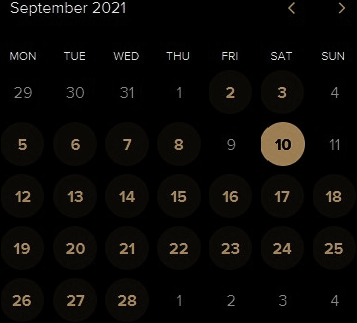 September 2021
MON TUE WED THU FRI SAT SUN
29 30 31 1 2 3 4
5 6 7 8 9 10 11
12 13 14 15 16 17 18
19 20 21 22 23 24 25
26 27 28 1 2 3 4